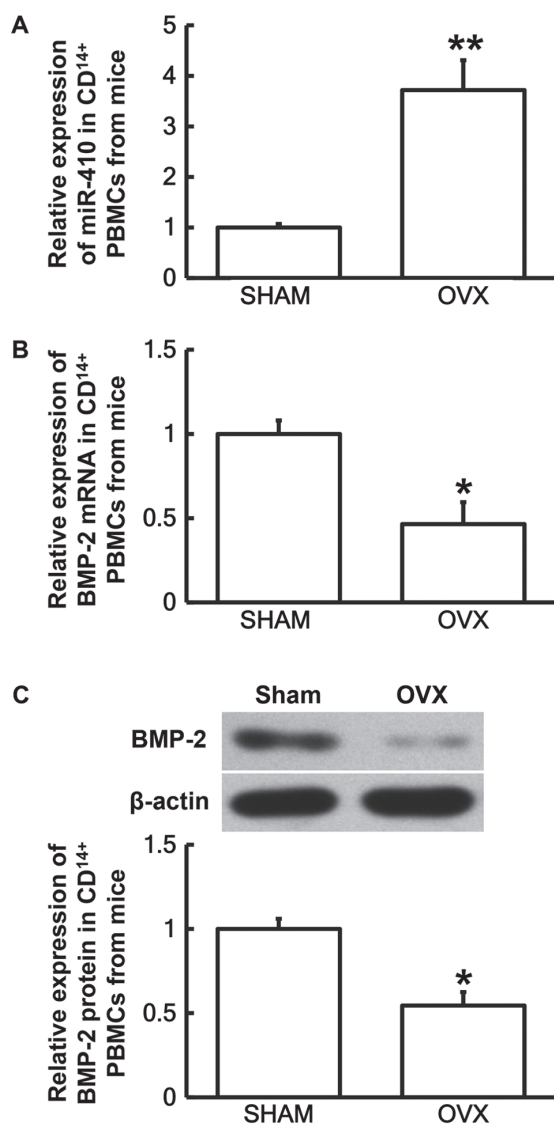 A
Relative expression
of miR-410 in CD14+
PBMCs from mice
5
4
3
2
1
0
**
SHAM OVX
B
Relative expression of
BMP-2 mRNA in CD14+
PBMCs from mice
1.5
1
0.5
0
*
SHAM OVX
C
Sham OVX
BMP-2
β-actin
Relative expression of
BMP-2 protein in CD14+
PBMCs from mice
1.5
1
0.5
0
*
SHAM OVX